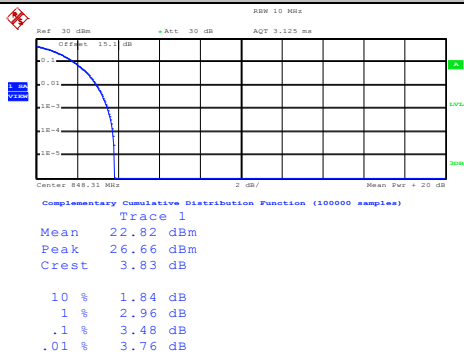 RBW 10 MHz
Ref 30 dBm * Att 30 dB AQT 3.125 ms
Offset 15.1 dB
0.1
A
0.01
1 SA
VIEW
1E-3
LVL
1E-4
1E-5
3DB
Center 848.31 MHz 2 dB/ Mean Pwr + 20 dB
Complementary Cumulative Distribution Function (100000 samples)
Trace 1
Mean 22.82 dBm
Peak 26.66 dBm
Crest 3.83 dB
10 % 1.84 dB
1 % 2.96 dB
.1 % 3.48 dB
.01 % 3.76 dB